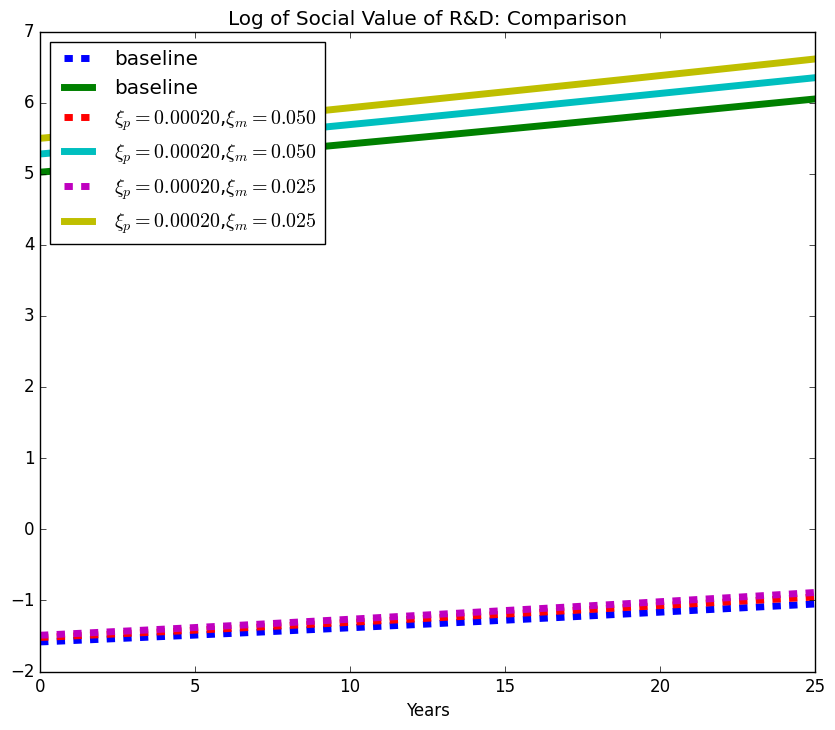 Log of Social Value of R&D: Comparison
7
6
5
4
3
2
1
0
−1
−2
baseline
baseline
ξp = 0.00020,ξm = 0.050
ξp = 0.00020,ξm = 0.050
ξp = 0.00020,ξm = 0.025
ξp = 0.00020,ξm = 0.025
0 5 10 15 20 25
Years